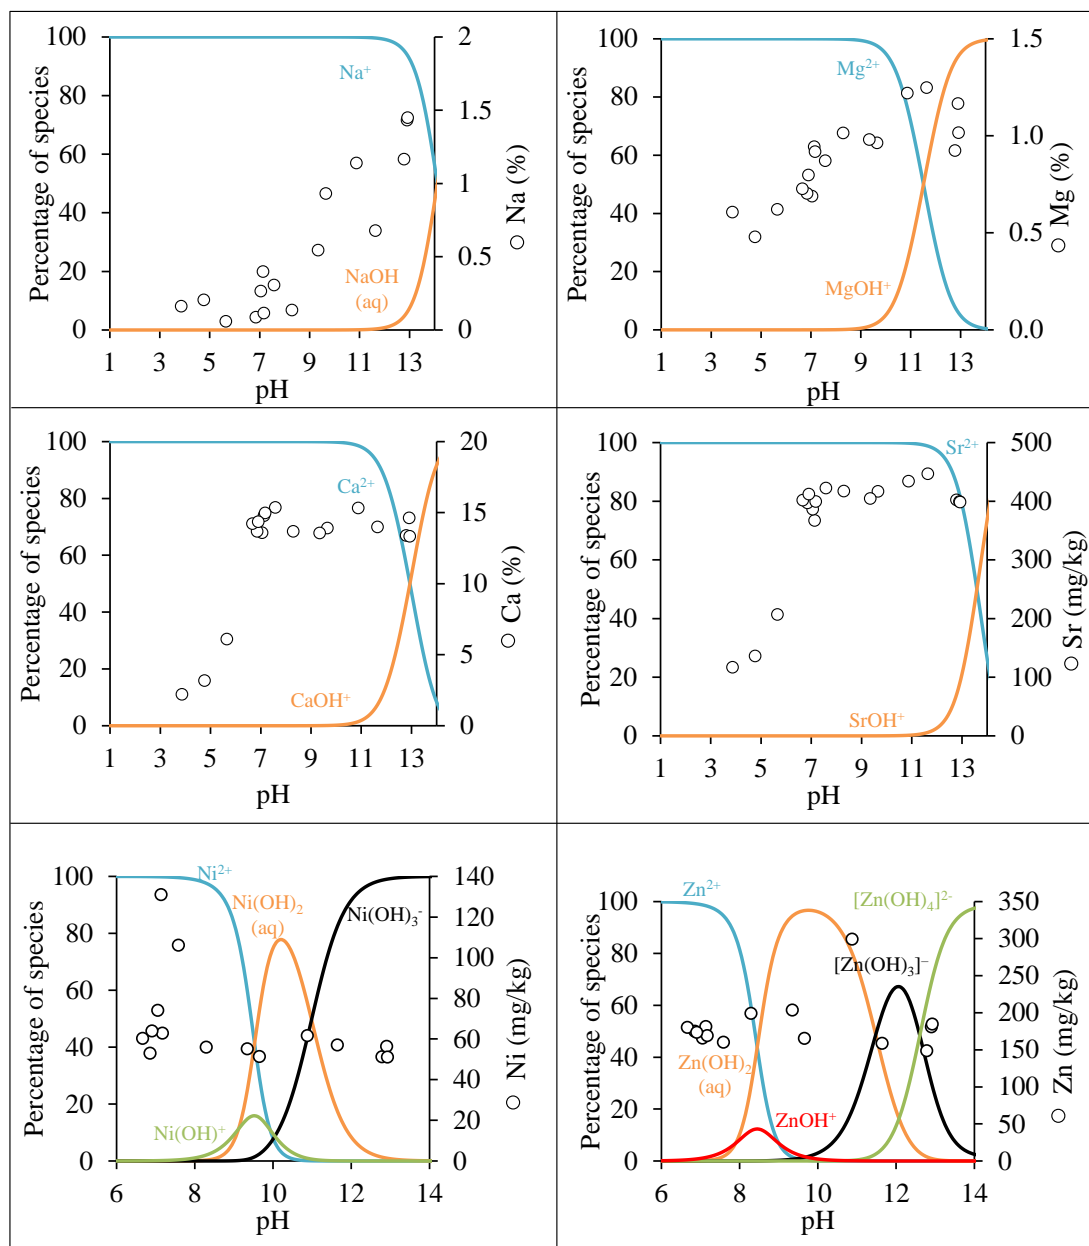 Percentage of species
100
80
60
40
20
0
Na⁺
NaOH
(aq)
2
1.5
1
0.5
0
Na (%)
1 3 5 7 9 11 13
pH
Percentage of species
100
80
60
40
20
0
Mg²⁺
MgOH⁺
1.5
1.0
0.5
0.0
Mg (%)
1 3 5 7 9 11 13
pH
Percentage of species
100
80
60
40
20
0
Ca²⁺
CaOH⁺
20
15
10
5
0
Ca (%)
1 3 5 7 9 11 13
pH
Percentage of species
100
80
60
40
20
0
Sr²⁺
SrOH⁺
500
400
300
200
100
0
Sr (mg/kg)
1 3 5 7 9 11 13
pH
Percentage of species
100
80
60
40
20
0
Ni²⁺
Ni(OH)₂
(aq)
Ni(OH)₃⁻
Ni(OH)⁺
140
120
100
80
60
40
20
0
Ni (mg/kg)
6 8 10 12 14
pH
Percentage of species
100
80
60
40
20
0
Zn²⁺
[Zn(OH)₄]²⁻
[Zn(OH)₃]⁻
Zn(OH)₂
(aq)
ZnOH⁺
350
300
250
200
150
100
50
0
Zn (mg/kg)
6 8 10 12 14
pH